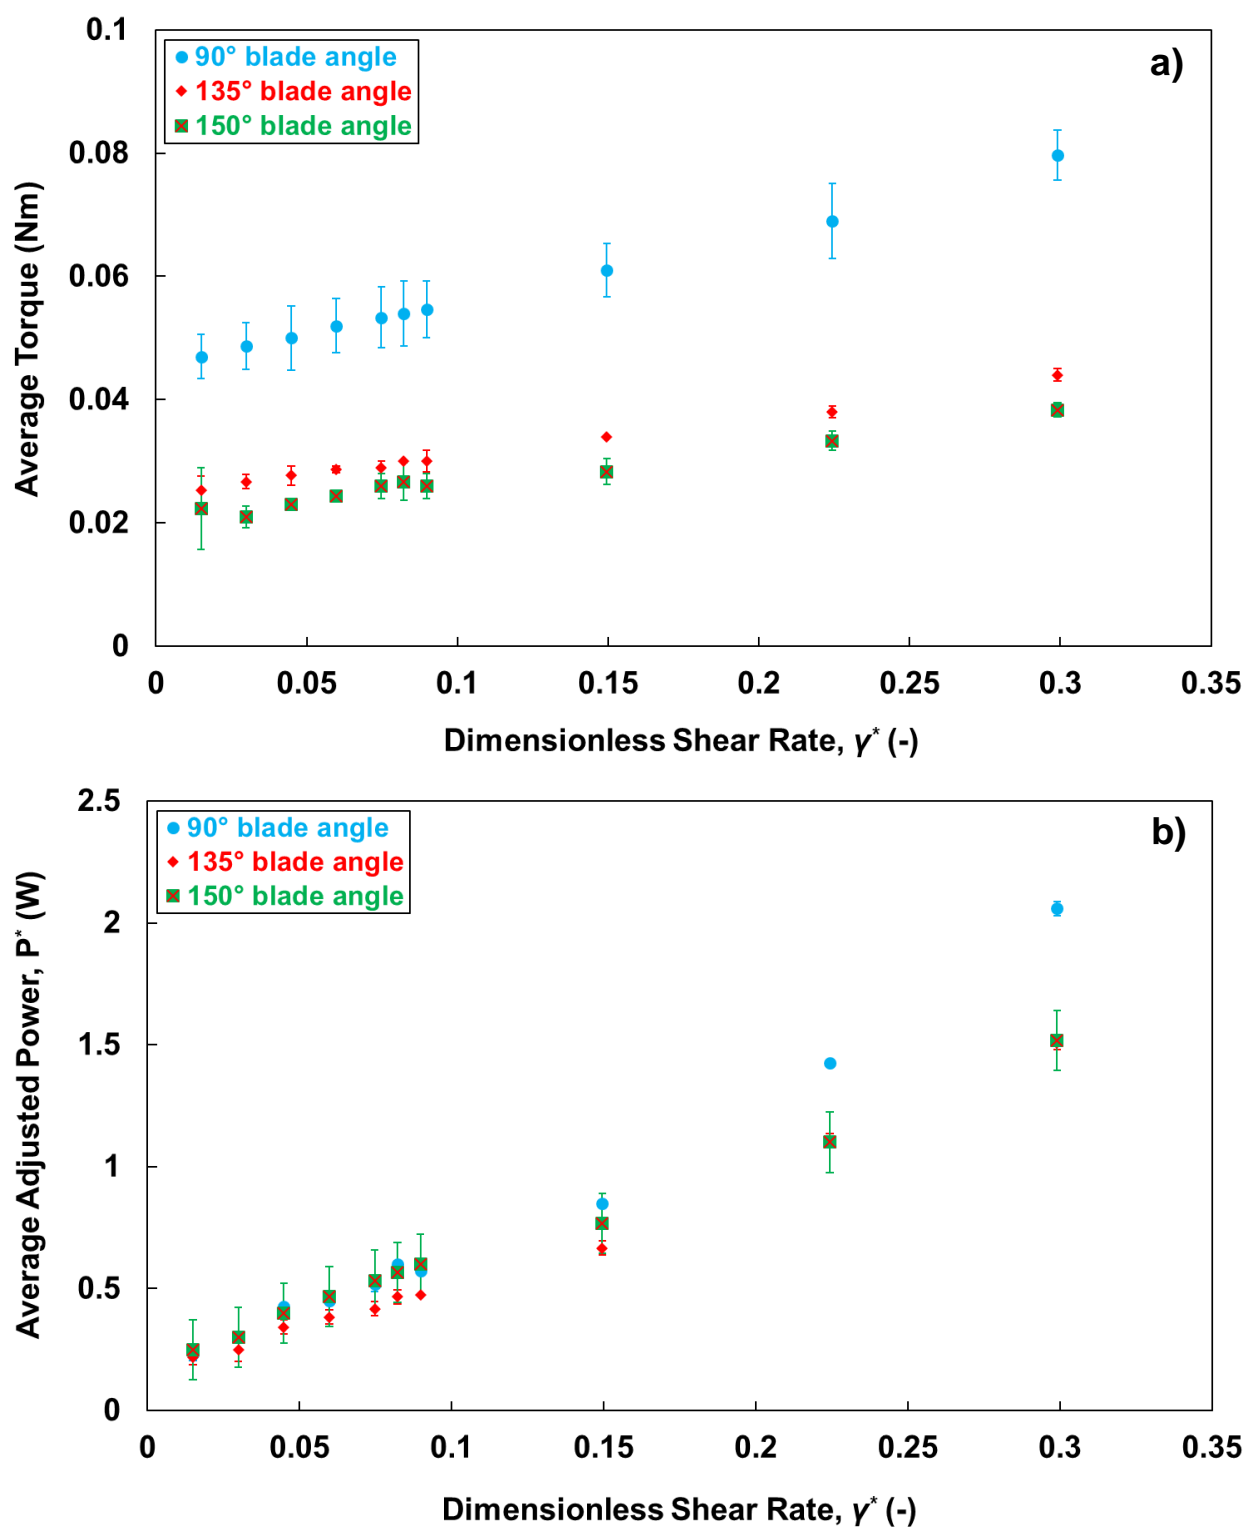 a)
90° blade angle
135° blade angle
150° blade angle
0.1
0.08
0.06
0.04
0.02
0
Average Torque (Nm)
0 0.05 0.1 0.15 0.2 0.25 0.3 0.35
Dimensionless Shear Rate, γ* (-)
b)
90° blade angle
135° blade angle
150° blade angle
2.5
2
1.5
1
0.5
0
Average Adjusted Power, P* (W)
0 0.05 0.1 0.15 0.2 0.25 0.3 0.35
Dimensionless Shear Rate, γ* (-)